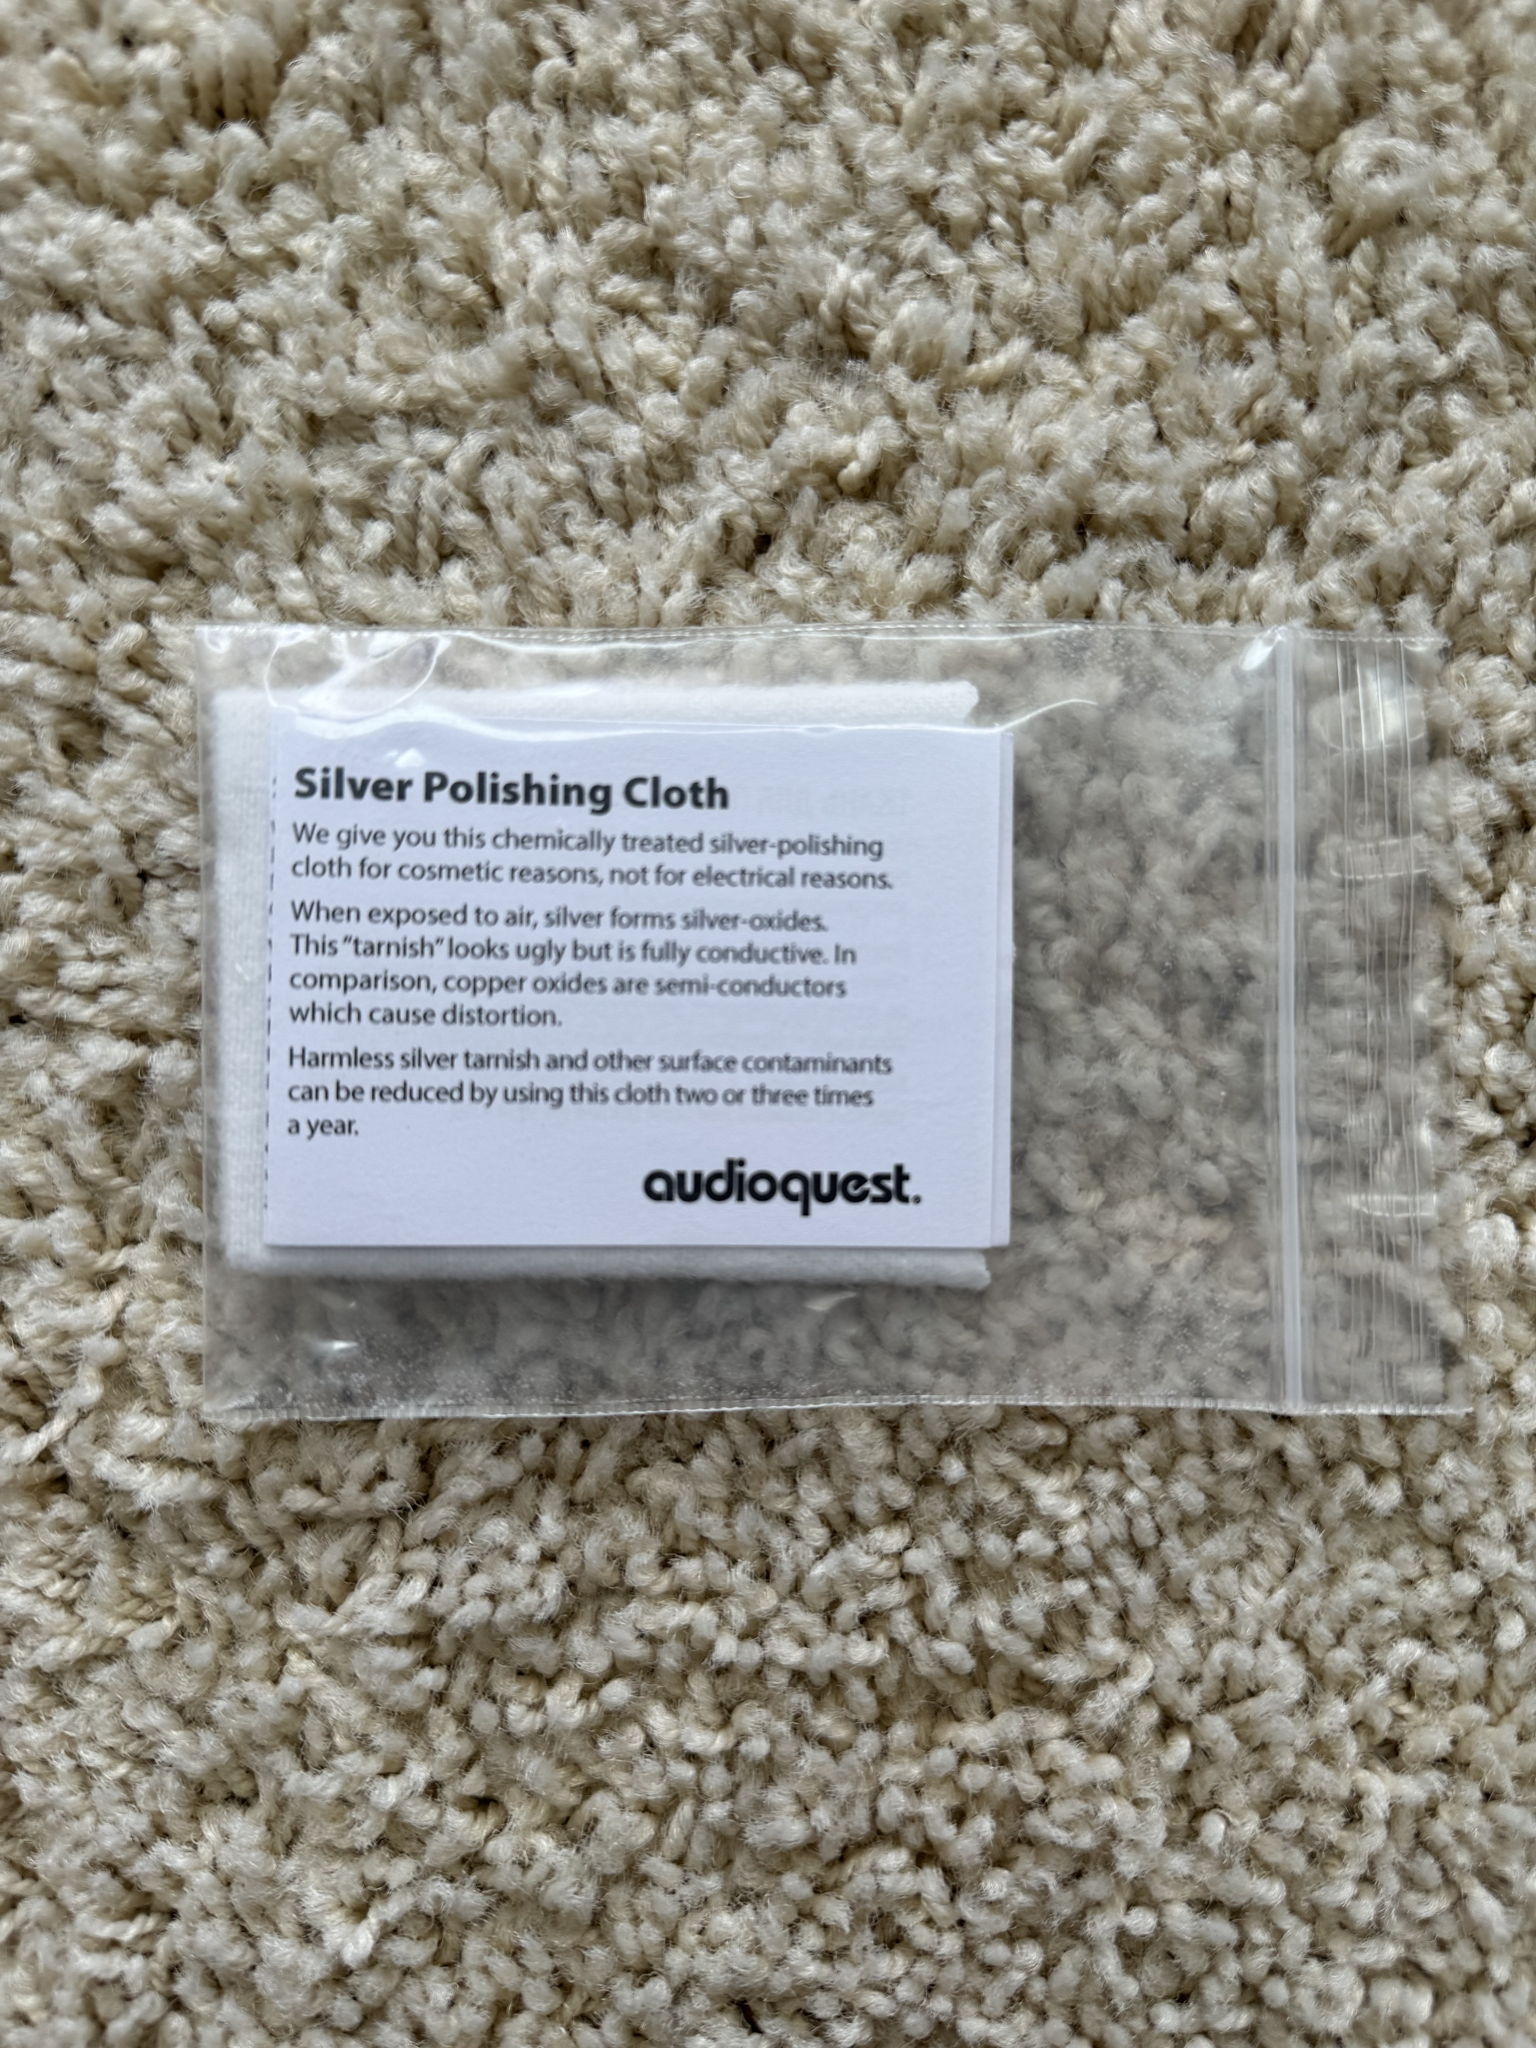 Silver Polishing Cloth
We give you this chemically treated silver-polishing
cloth for cosmetic reasons, not for electrical reasons.
When exposed to air, silver forms silver-oxides.
This "tarnish" looks ugly but is fully conductive. In
comparison, copper oxides are semi-conductors
which cause distortion.
Harmless silver tarnish and other surface contaminants
can be reduced by using this cloth two or three times
a year.
audioquest.